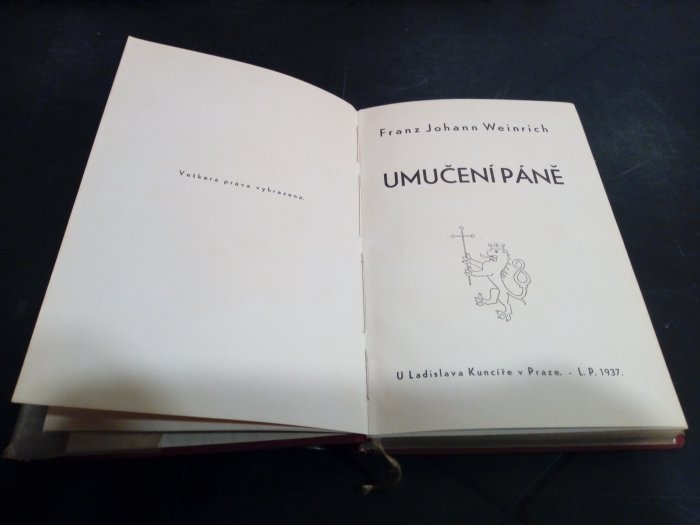 Veškerá práva vyhrazena.
Franz Johann Weinrich
UMUČENÍ PÁNĚ
U Ladislava Kuncíře v Praze. - L. P. 1937.